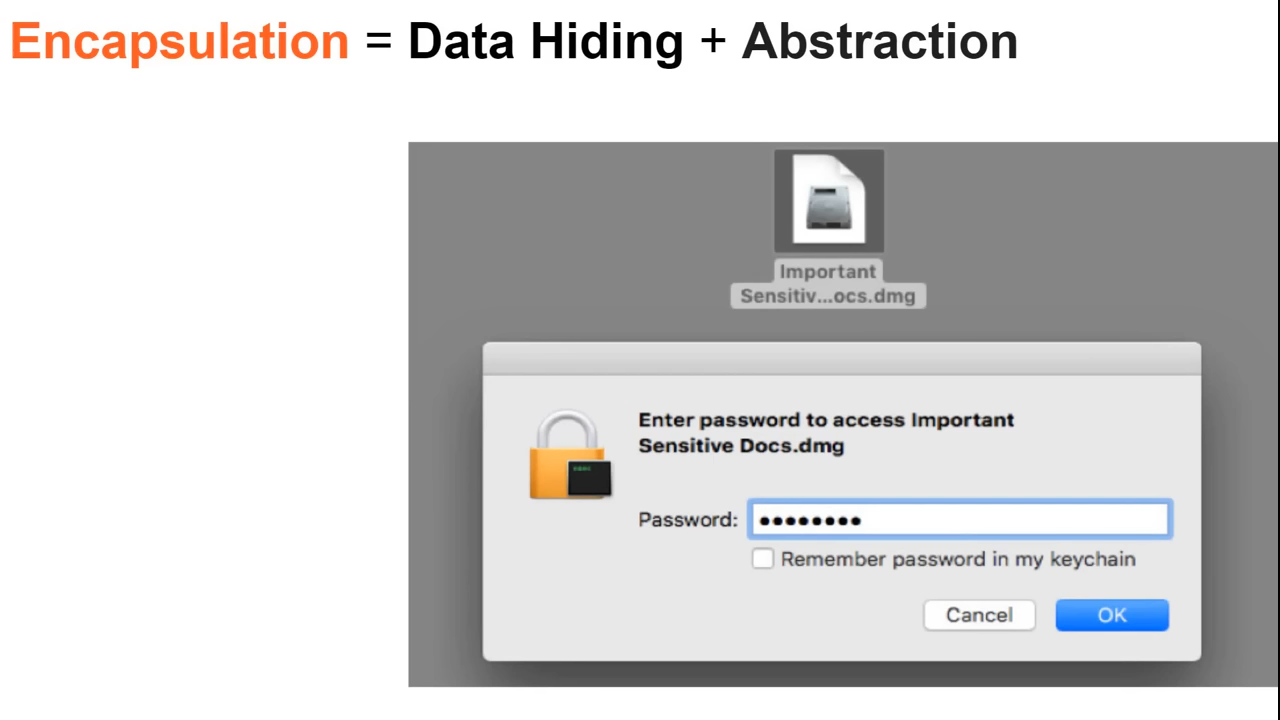 Encapsulation = Data Hiding + Abstraction
Important
Sensitiv...ocs.dmg
Enter password to access Important
Sensitive Docs.dmg
Password: ••••••••
Remember password in my keychain
Cancel OK